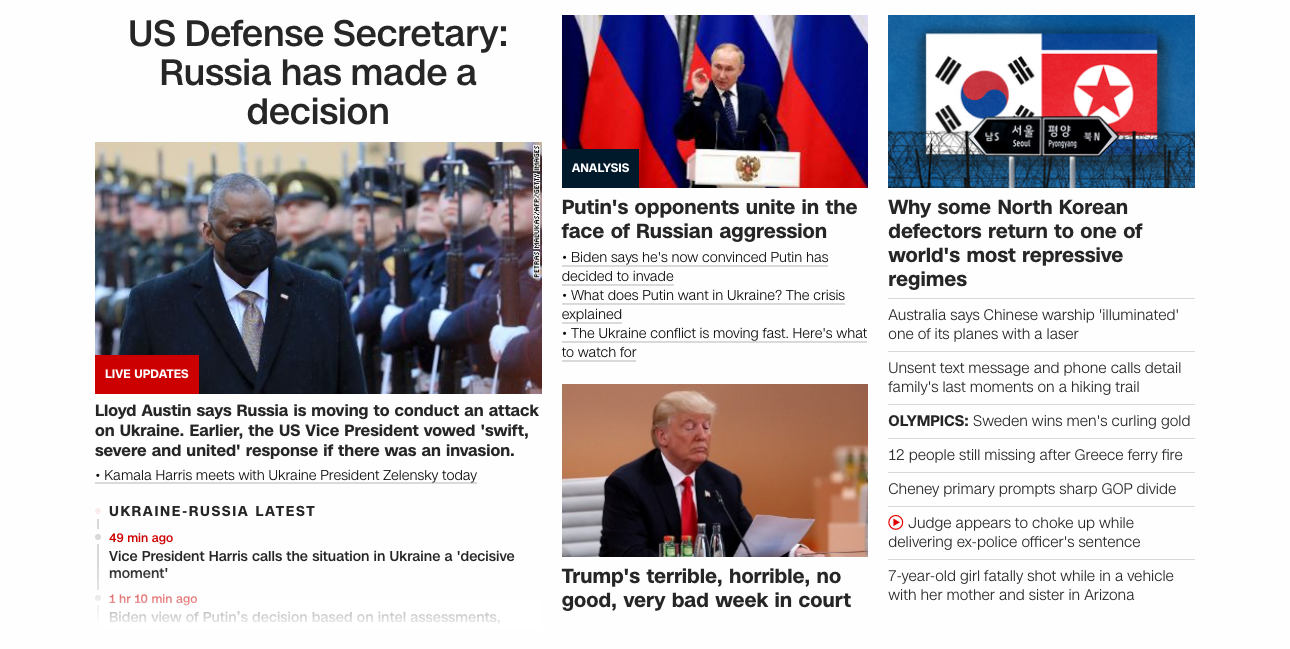 US Defense Secretary:
Russia has made a
decision
PETRAS MALUKAS/AFP/GETTY IMAGES
LIVE UPDATES
Lloyd Austin says Russia is moving to conduct an attack
on Ukraine. Earlier, the US Vice President vowed 'swift,
severe and united' response if there was an invasion.
• Kamala Harris meets with Ukraine President Zelensky today
UKRAINE-RUSSIA LATEST
49 min ago
Vice President Harris calls the situation in Ukraine a 'decisive
moment'
1 hr 10 min ago
Biden view of Putin's decision based on intel assessments,
ANALYSIS
Putin's opponents unite in the
face of Russian aggression
• Biden says he's now convinced Putin has
decided to invade
• What does Putin want in Ukraine? The crisis
explained
• The Ukraine conflict is moving fast. Here's what
to watch for
Trump's terrible, horrible, no
good, very bad week in court
남S 서울 평양 북N
Seoul Pyongyang
Why some North Korean
defectors return to one of
world's most repressive
regimes
Australia says Chinese warship 'illuminated'
one of its planes with a laser
Unsent text message and phone calls detail
family's last moments on a hiking trail
OLYMPICS: Sweden wins men's curling gold
12 people still missing after Greece ferry fire
Cheney primary prompts sharp GOP divide
Judge appears to choke up while
delivering ex-police officer's sentence
7-year-old girl fatally shot while in a vehicle
with her mother and sister in Arizona